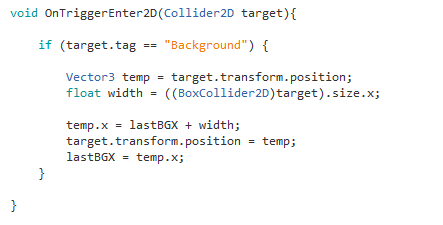 void OnTriggerEnter2D(Collider2D target){
if (target.tag == "Background") {
Vector3 temp = target.transform.position;
float width = ((BoxCollider2D)target).size.x;
temp.x = lastBGX + width;
target.transform.position = temp;
lastBGX = temp.x;
}
}